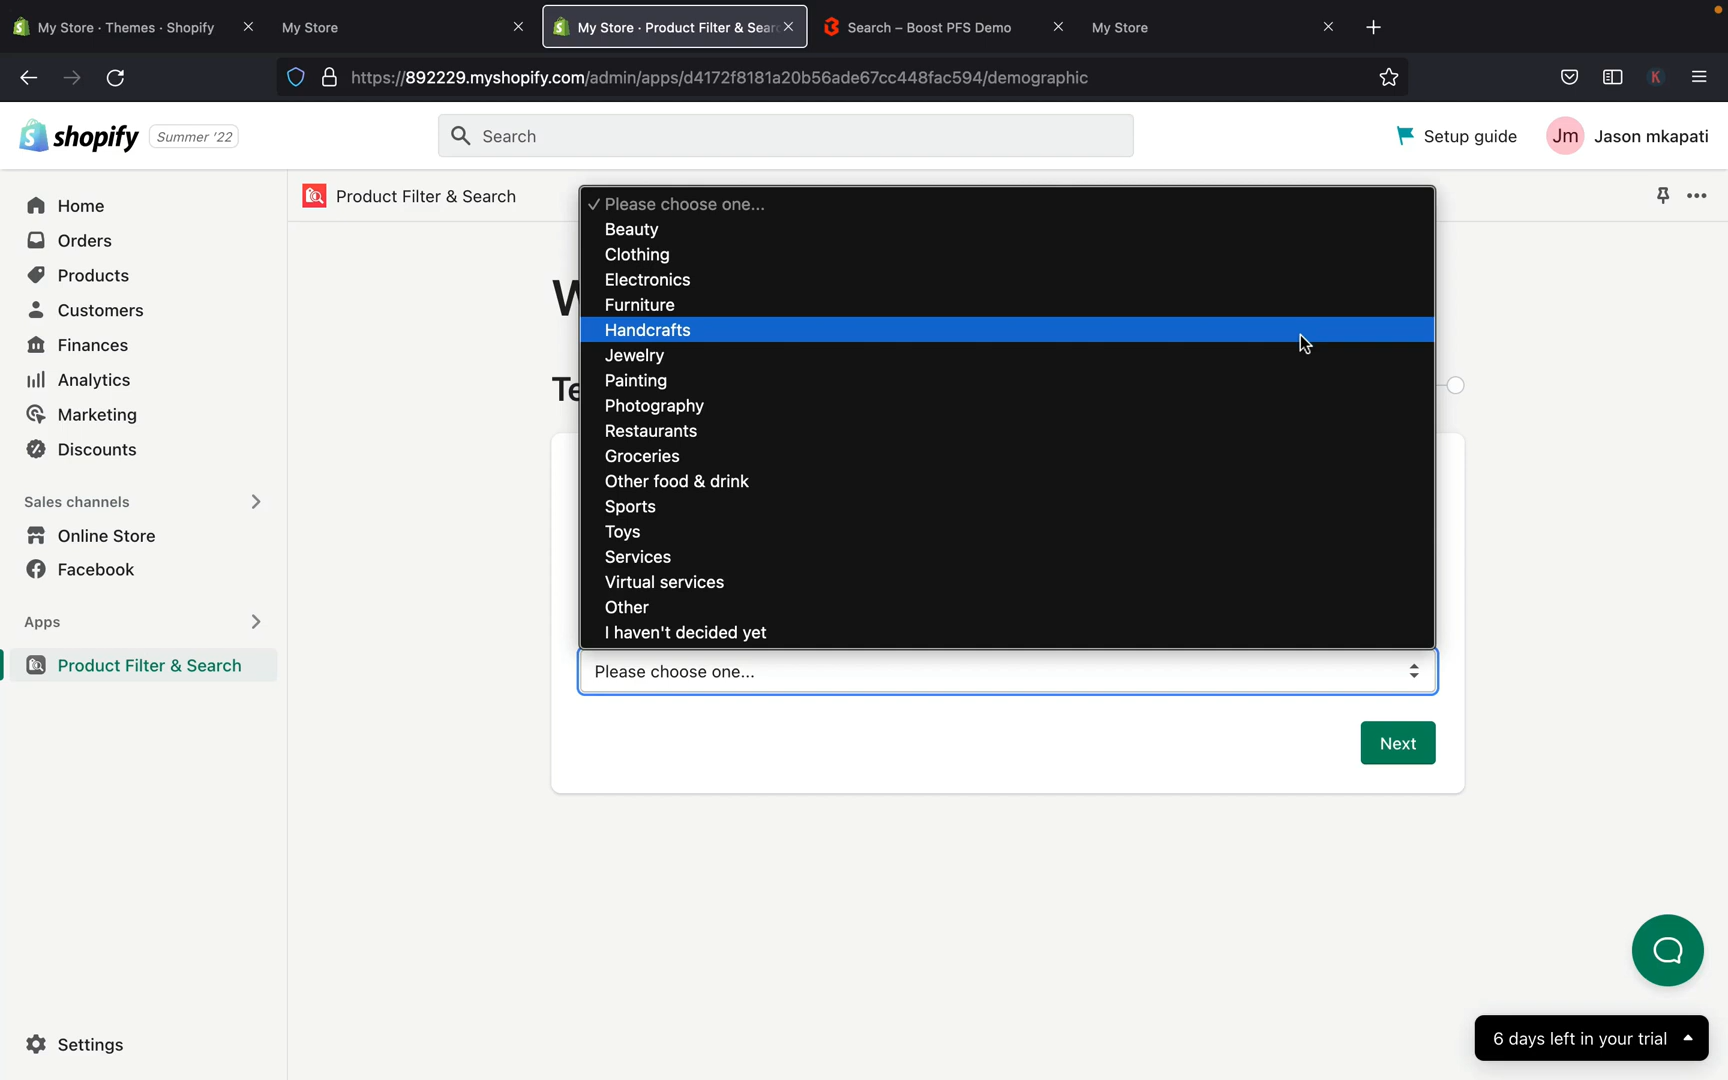 My Store · Themes · Shopify
My Store
My Store · Product Filter & Sear
Search – Boost PFS Demo
My Store
https://892229.myshopify.com/admin/apps/d4172f8181a20b56ade67cc448fac594/demographic
K
shopify
Summer '22
Search
Setup guide
Jm
Jason mkapati
Home
Orders
Products
Customers
Finances
Analytics
Marketing
Discounts
Sales channels
Online Store
Facebook
Apps
Product Filter & Search
Settings
Product Filter & Search
W
Te
✓ Please choose one...
Beauty
Clothing
Electronics
Furniture
Handcrafts
Jewelry
Painting
Photography
Restaurants
Groceries
Other food & drink
Sports
Toys
Services
Virtual services
Other
I haven't decided yet
Please choose one...
Next
6 days left in your trial